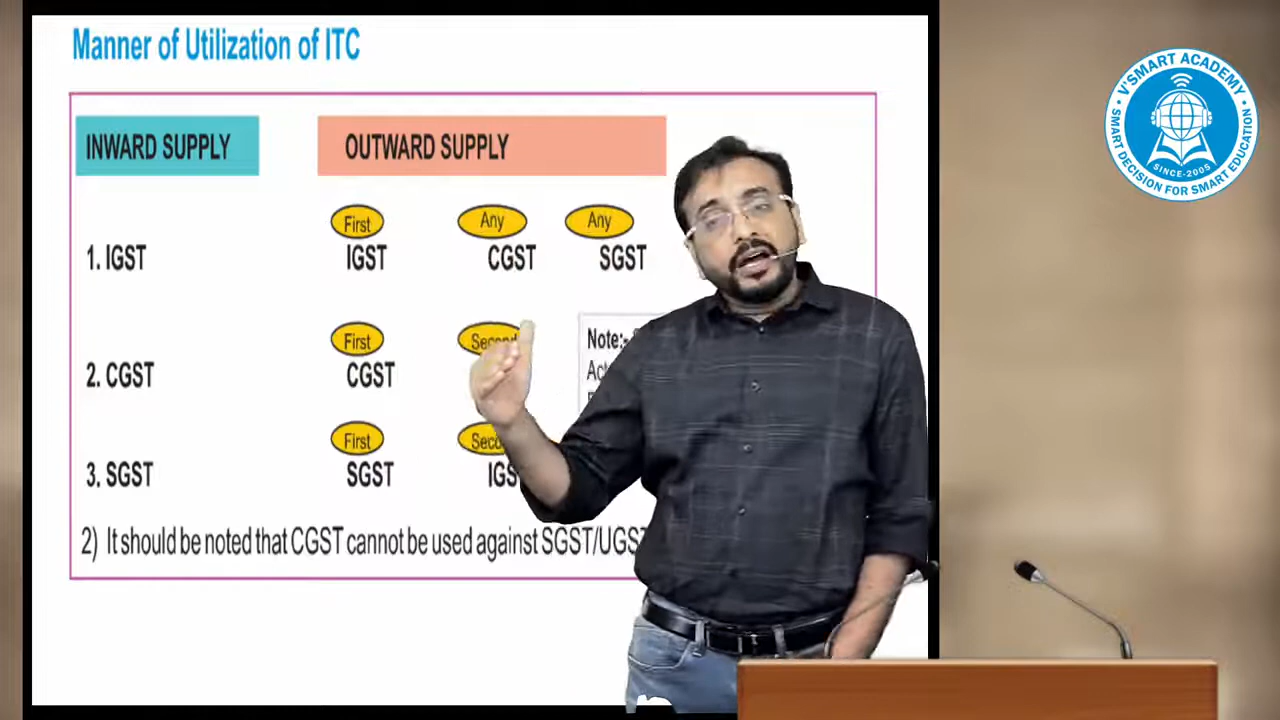 Manner of Utilization of ITC
INWARD SUPPLY
OUTWARD SUPPLY
First Any Any
1. IGST IGST CGST SGST
First
2. CGST CGST
Note:-
First
3. SGST SGST
2) It should be noted that CGST cannot be used against SGST/UGST
V'SMART ACADEMY
SINCE-2005
SMART DECISION FOR SMART EDUCATION